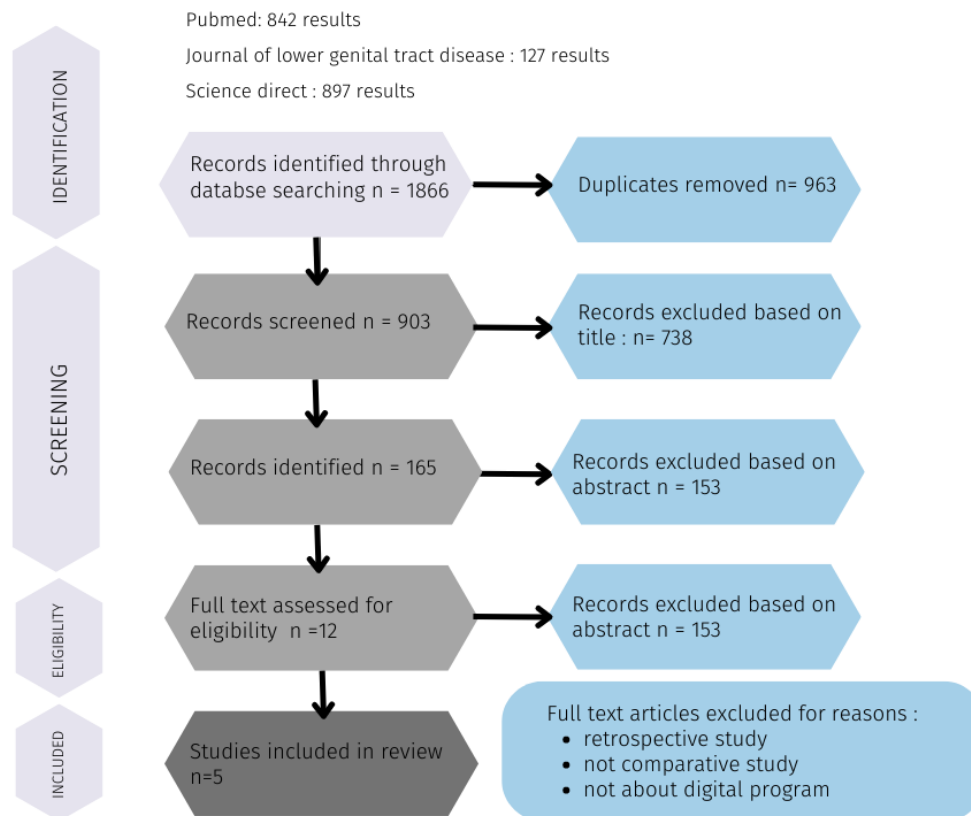 Pubmed: 842 results
Journal of lower genital tract disease : 127 results
Science direct : 897 results
IDENTIFICATION
Records identified through
databse searching n = 1866
Duplicates removed n= 963
SCREENING
Records screened n = 903
Records excluded based on
title : n= 738
Records identified n = 165
Records excluded based on
abstract n = 153
ELIGIBILITY
Full text assessed for
eligibility n =12
Records excluded based on
abstract n = 153
INCLUDED
Studies included in review
n=5
Full text articles excluded for reasons :
• retrospective study
• not comparative study
• not about digital program